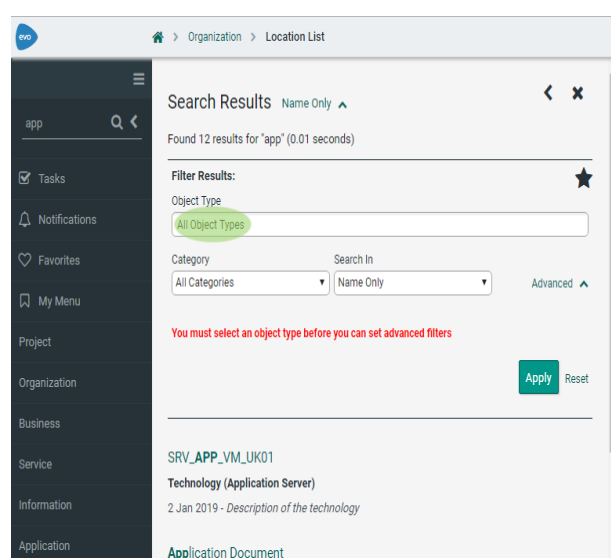 evo
Organization > Location List
app
Tasks
Notifications
Favorites
My Menu
Project
Organization
Business
Service
Information
Application
Search Results Name Only
Found 12 results for "app" (0.01 seconds)
Filter Results:
Object Type
All Object Types
Category Search In
All Categories Name Only Advanced
You must select an object type before you can set advanced filters
Apply Reset
SRV_APP_VM_UK01
Technology (Application Server)
2 Jan 2019 - Description of the technology
Application Document